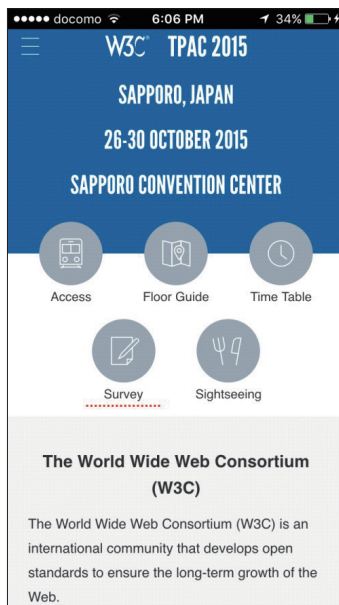 docomo 6:06 PM 34%
W3C TPAC 2015
SAPPORO, JAPAN
26-30 OCTOBER 2015
SAPPORO CONVENTION CENTER
Access Floor Guide Time Table
Survey Sightseeing
The World Wide Web Consortium
(W3C)
The World Wide Web Consortium (W3C) is an
international community that develops open
standards to ensure the long-term growth of the
Web.